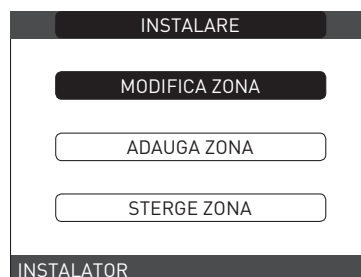 INSTALARE
MODIFICA ZONA
ADAUGA ZONA
STERGE ZONA
INSTALATOR